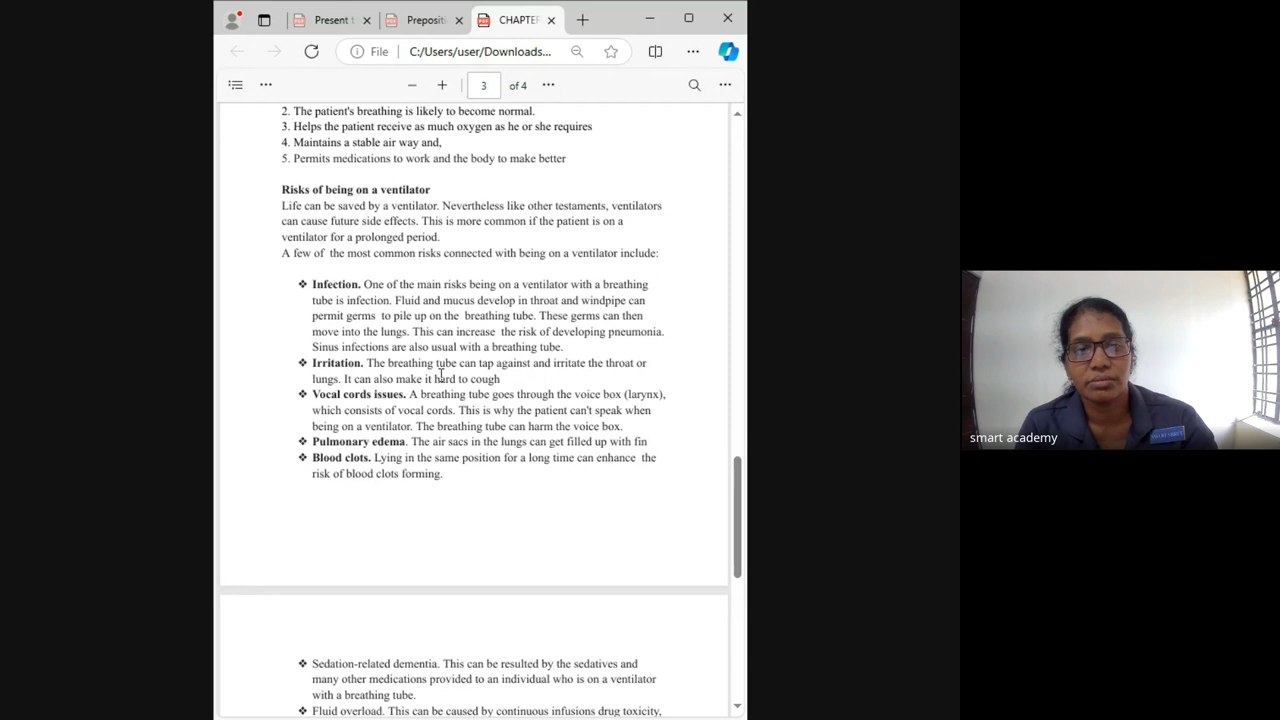 Present
Preposit
CHAPTER
File
C:/Users/user/Downloads...
3
of 4
2. The patient's breathing is likely to become normal.
3. Helps the patient receive as much oxygen as he or she requires
4. Maintains a stable air way and,
5. Permits medications to work and the body to make better
Risks of being on a ventilator
Life can be saved by a ventilator. Nevertheless like other testaments, ventilators
can cause future side effects. This is more common if the patient is on a
ventilator for a prolonged period.
A few of the most common risks connected with being on a ventilator include:
❖ Infection. One of the main risks being on a ventilator with a breathing
tube is infection. Fluid and mucus develop in throat and windpipe can
permit germs to pile up on the breathing tube. These germs can then
move into the lungs. This can increase the risk of developing pneumonia.
Sinus infections are also usual with a breathing tube.
❖ Irritation. The breathing tube can tap against and irritate the throat or
lungs. It can also make it hard to cough
❖ Vocal cords issues. A breathing tube goes through the voice box (larynx),
which consists of vocal cords. This is why the patient can't speak when
being on a ventilator. The breathing tube can harm the voice box.
❖ Pulmonary edema. The air sacs in the lungs can get filled up with fin
❖ Blood clots. Lying in the same position for a long time can enhance the
risk of blood clots forming.
❖ Sedation-related dementia. This can be resulted by the sedatives and
many other medications provided to an individual who is on a ventilator
with a breathing tube.
❖ Fluid overload. This can be caused by continuous infusions drug toxicity,
smart academy